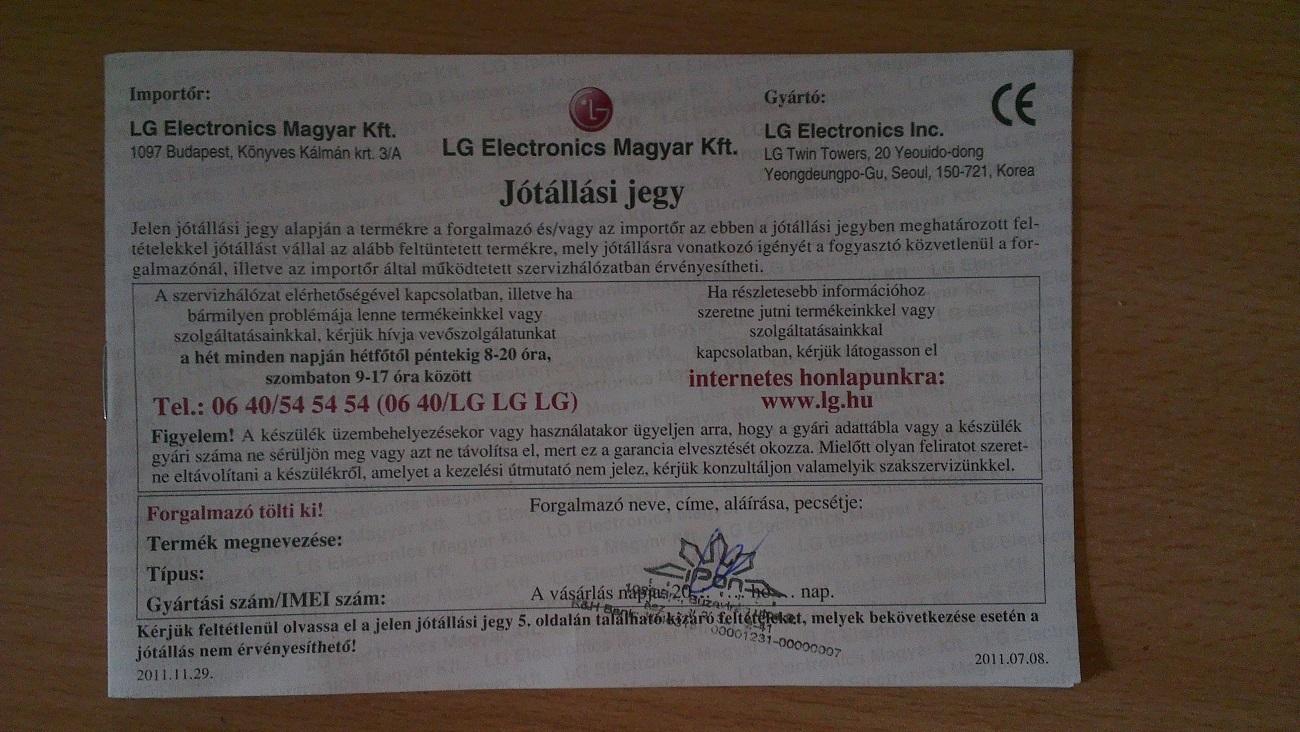 Importőr:
LG Electronics Magyar Kft.
1097 Budapest, Könyves Kálmán krt. 3/A
LG
LG Electronics Magyar Kft.
Gyártó:
CE
LG Electronics Inc.
LG Twin Towers, 20 Yeouido-dong
Yeongdeungpo-Gu, Seoul, 150-721, Korea
Jótállási jegy
Jelen jótállási jegy alapján a termékre a forgalmazó és/vagy az importőr az ebben a jótállási jegyben meghatározott fel-
tételekkel jótállást vállal az alább feltüntetett termékre, mely jótállásra vonatkozó igényét a fogyasztó közvetlenül a for-
galmazónál, illetve az importőr által működtetett szervizhálózatban érvényesítheti.
A szervizhálózat elérhetőségével kapcsolatban, illetve ha
bármilyen problémája lenne termékeinkkel vagy
szolgáltatásainkkal, kérjük hívja vevőszolgálatunkat
a hét minden napján hétfőtől péntekig 8-20 óra,
szombaton 9-17 óra között
Tel.: 06 40/54 54 54 (06 40/LG LG LG)
Ha részletesebb információhoz
szeretne jutni termékeinkkel vagy
szolgáltatásainkkal
kapcsolatban, kérjük látogasson el
internetes honlapunkra:
www.lg.hu
Figyelem! A készülék üzembehelyezésekor vagy használatakor ügyeljen arra, hogy a gyári adattábla vagy a készülék
gyári száma ne sérüljön meg vagy azt ne távolítsa el, mert ez a garancia elvesztését okozza. Mielőtt olyan feliratot szeret-
ne eltávolítani a készülékről, amelyet a kezelési útmutató nem jelez, kérjük konzultáljon valamelyik szakszervizünkkel.
Forgalmazó tölti ki!
Forgalmazó neve, címe, aláírása, pecsétje:
Termék megnevezése:
Típus:
Gyártási szám/IMEI szám:
iPon
A vásárlás napja: 20 . . . . . . ho. . . . nap.
K&H Bank:
00001231-00000007
Kérjük feltétlenül olvassa el a jelen jótállási jegy 5. oldalán található kizáró feltételeket, melyek bekövetkezése esetén a
jótállás nem érvényesíthető!
2011.11.29.
2011.07.08.